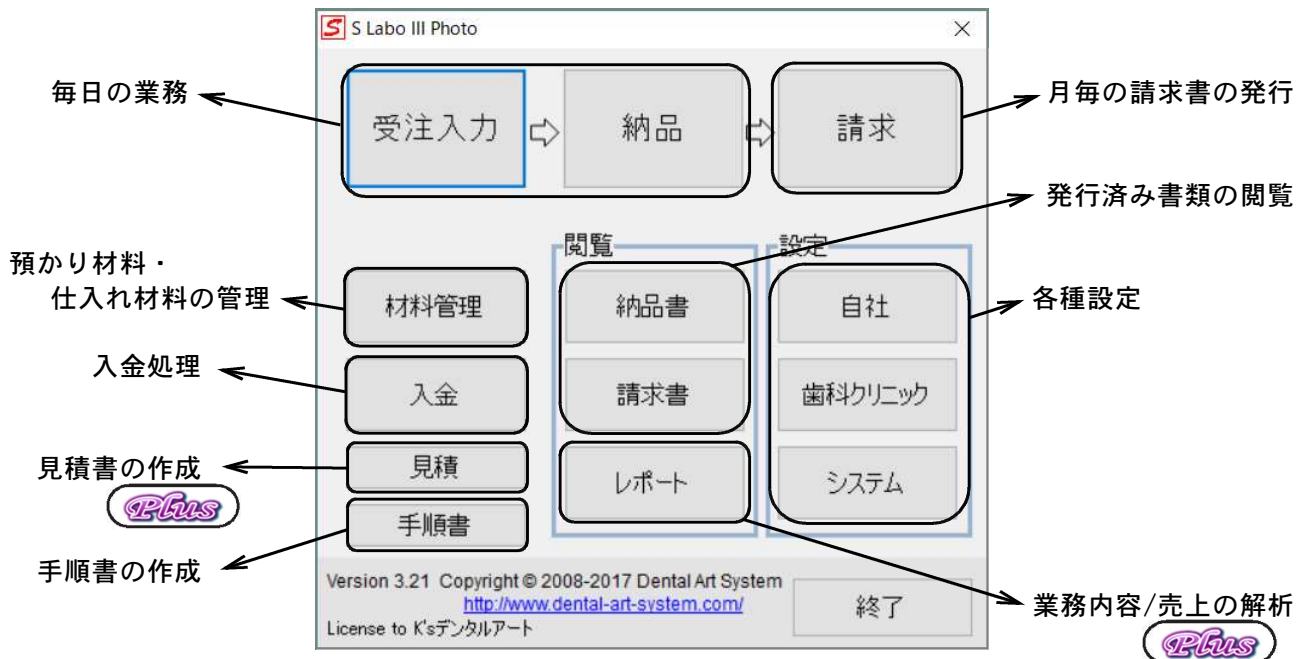 S S Labo III Photo
毎日の業務
受注入力
納品
請求
月毎の請求書の発行
発行済み書類の閲覧
閲覧
設定
預かり材料・
仕入れ材料の管理
材料管理
納品書
自社
各種設定
入金処理
入金
請求書
歯科クリニック
見積書の作成
Plus
見積
レポート
システム
手順書の作成
手順書
Version 3.21 Copyright © 2008-2017 Dental Art System
http://www.dental-art-system.com/
License to K'sデンタルアート
終了
業務内容/売上の解析
Plus